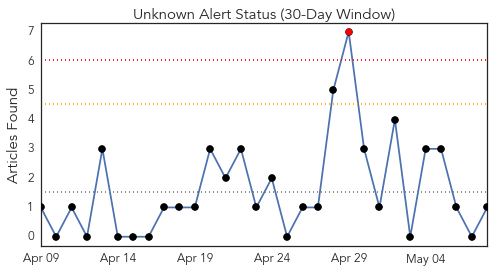 Unknown Alert Status (30-Day Window)
Articles Found
7
6
5
4
3
2
1
0
Apr 09
Apr 14
Apr 19
Apr 24
Apr 29
May 04